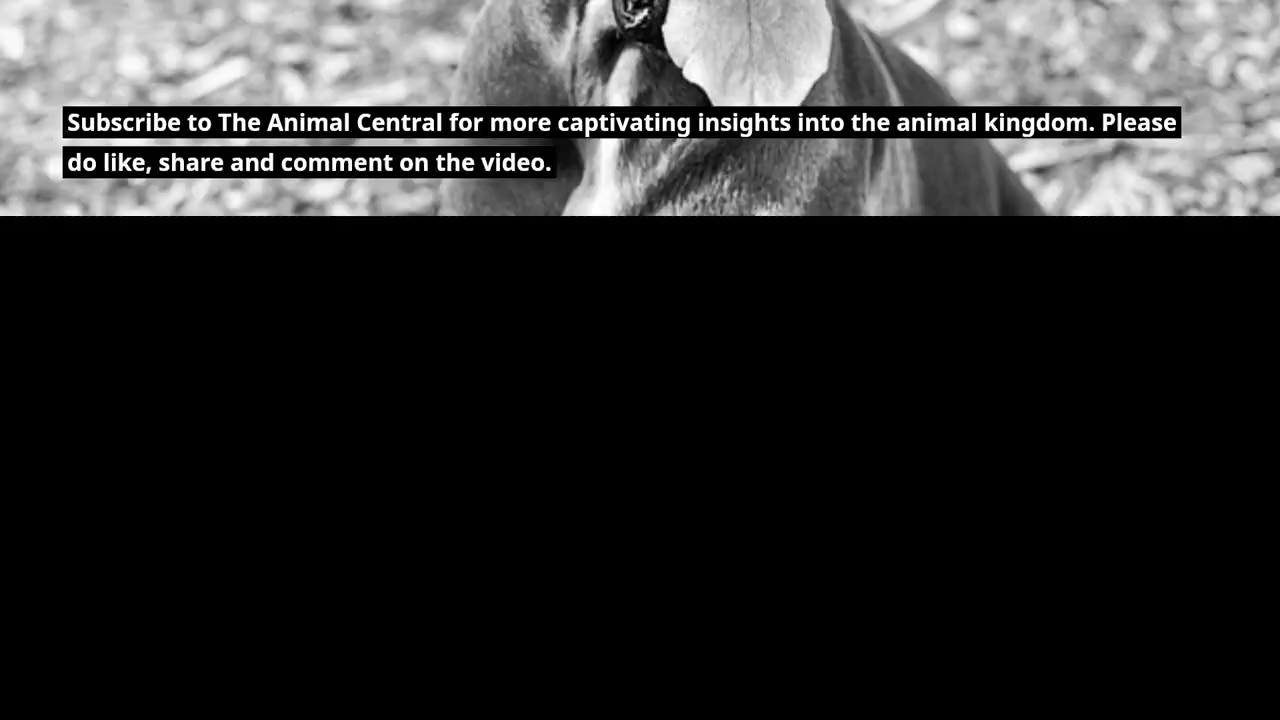 Subscribe to The Animal Central for more captivating insights into the animal kingdom. Please
do like, share and comment on the video.